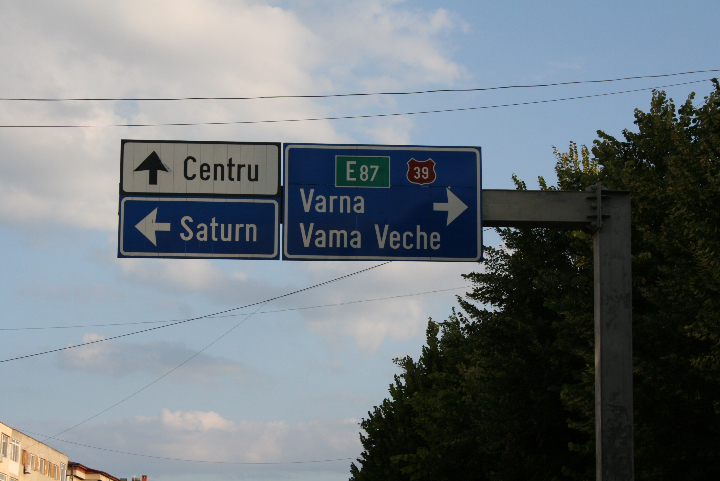 Centru
Saturn
E87 39
Varna
Vama Veche